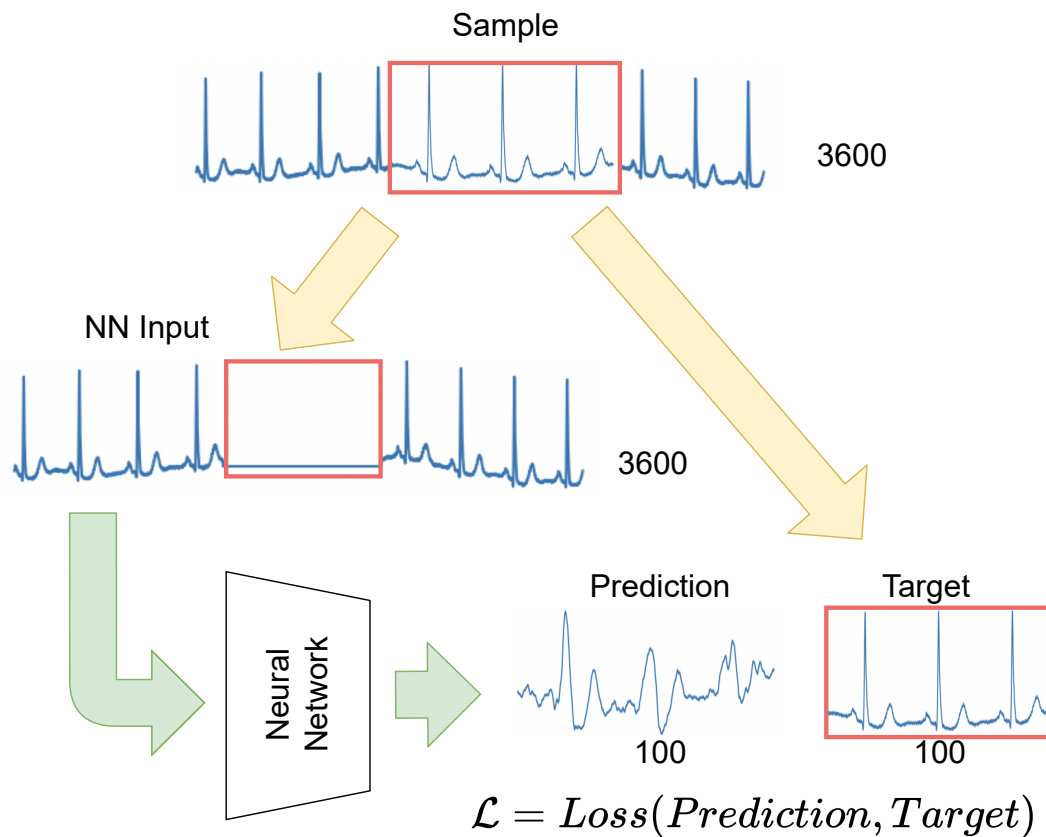 Sample
3600
NN Input
3600
Neural
Network
Prediction
Target
100
100
ℒ = Loss(Prediction, Target)